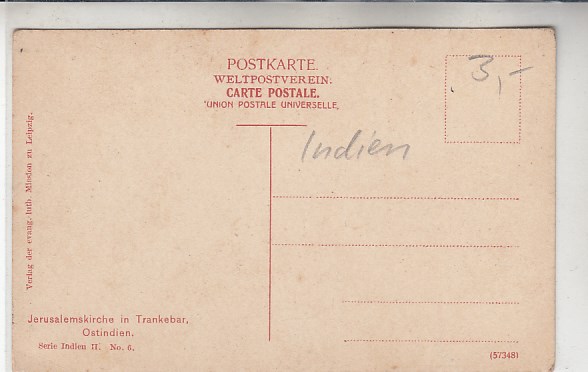 POSTKARTE.
WELTPOSTVEREIN.
CARTE POSTALE.
UNION POSTALE UNIVERSELLE.
3,-
Indien
Verlag der evang. luth. Mission zu Leipzig.
Jerusalemskirche in Trankebar,
Ostindien.
Serie Indien II. No. 6.
(57348)